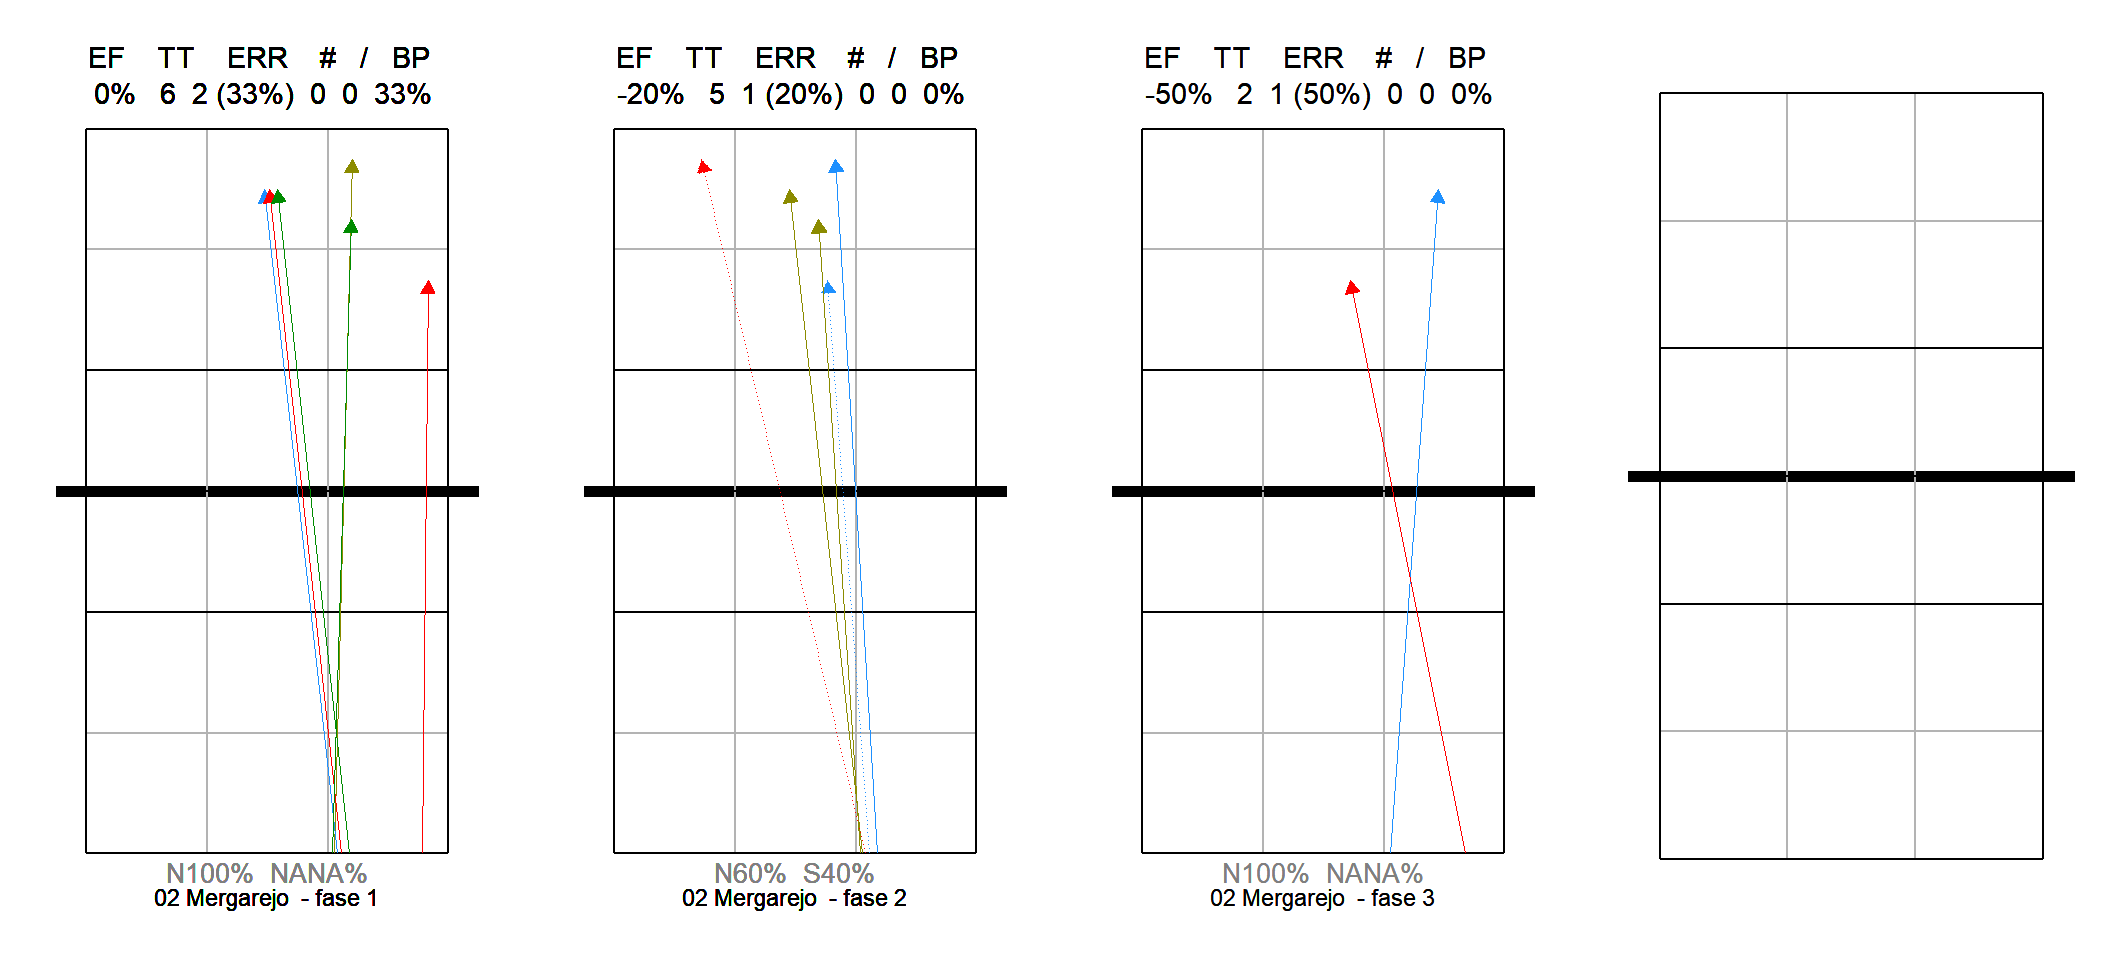 EF TT ERR # / BP
0% 6 2 (33%) 0 0 33%
N100% NANA%
02 Mergarejo - fase 1
EF TT ERR # / BP
-20% 5 1 (20%) 0 0 0%
N60% S40%
02 Mergarejo - fase 2
EF TT ERR # / BP
-50% 2 1 (50%) 0 0 0%
N100% NANA%
02 Mergarejo - fase 3